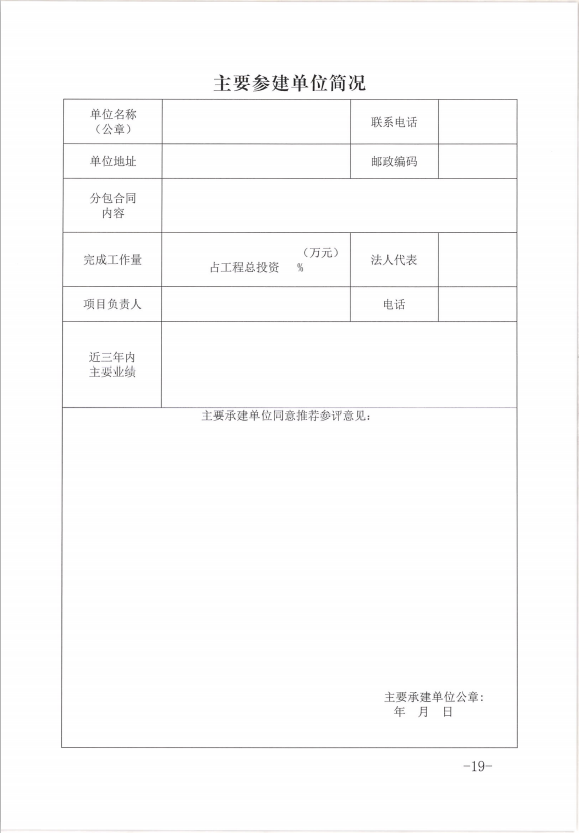 主要参建单位简况
单位名称
（公章）
联系电话
单位地址
邮政编码
分包合同
内容
完成工作量
（万元）
占工程总投资 %
法人代表
项目负责人
电话
近三年内
主要业绩
主要承建单位同意推荐参评意见：
主要承建单位公章：
年 月 日
-19-